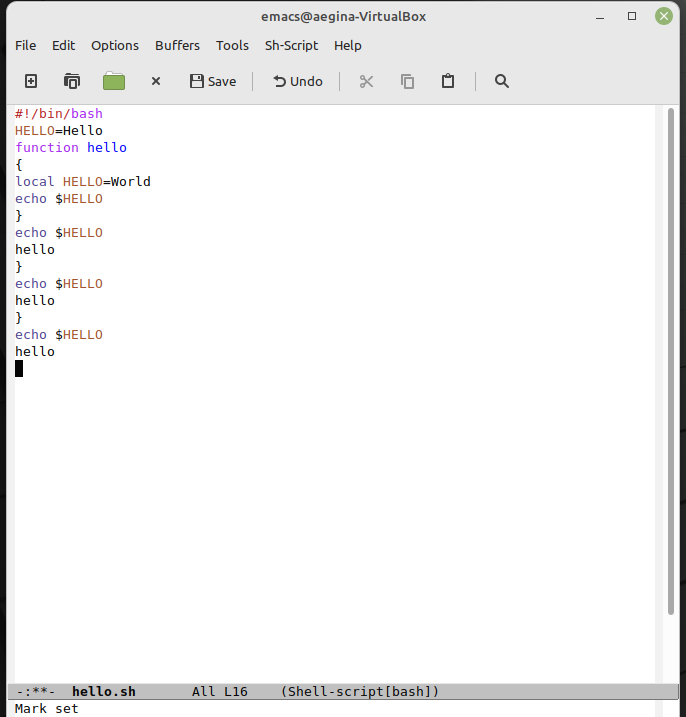 emacs@aegina-VirtualBox
File Edit Options Buffers Tools Sh-Script Help
Save Undo
#!/bin/bash
HELLO=Hello
function hello
{
local HELLO=World
echo $HELLO
}
echo $HELLO
hello
}
echo $HELLO
hello
}
echo $HELLO
hello
-:**- hello.sh All L16 (Shell-script[bash])
Mark set